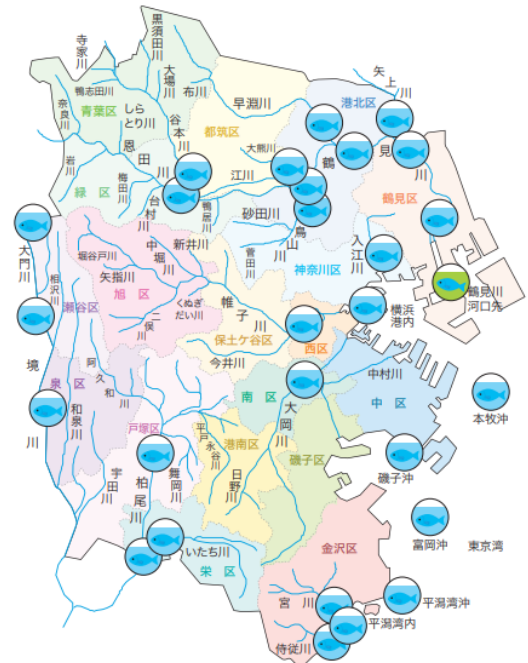 黒須田川
寺家川
大場川
鴨志田川
布川
矢上川
奈良川
青葉区
しら
とり川
谷本川
早淵川
港北区
都筑区
恩田川
大熊川
鶴見川
岩川
梅田川
江川
鶴見区
緑 区
台村川
鴨居川
砂田川
鳥山川
入江川
大門川
相沢川
堀谷戸川
中堀川
新井川
菅田川
神奈川区
矢指川
瀬谷区
旭 区
くぬぎ
だい川
帷子川
鶴見川
河口先
横浜
港内
二俣川
保土ケ谷区
西区
境川
今井川
阿久和川
泉 区
中村川
南 区
大岡川
中 区
和泉川
本牧沖
戸塚区
平戸永谷川
港南区
磯子区
日野川
磯子沖
宇田川
柏尾川
舞岡川
富岡沖
東京湾
いたち川
金沢区
栄 区
宮 川
平潟湾沖
平潟湾内
侍従川